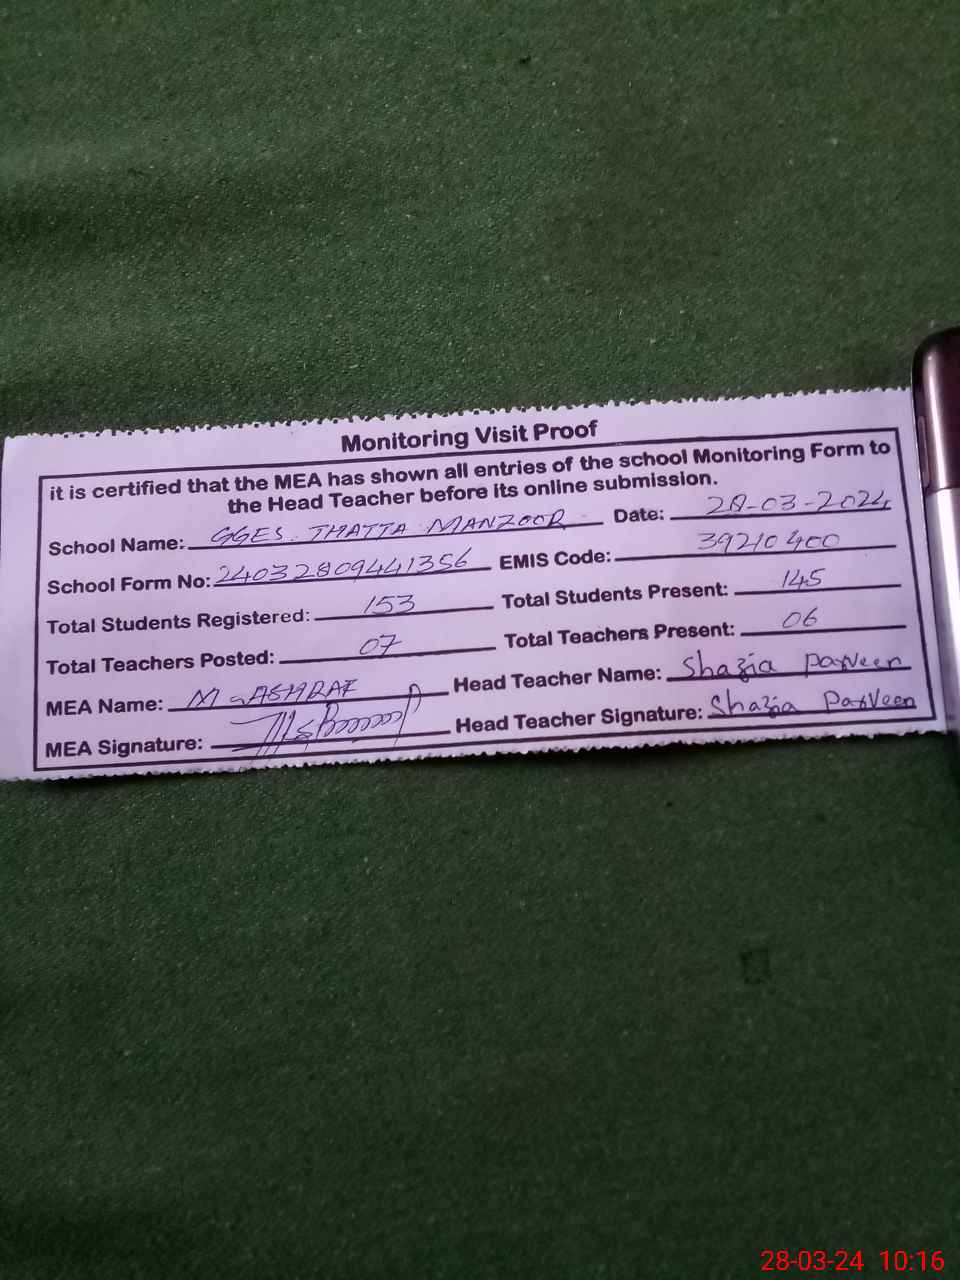 Monitoring Visit Proof
it is certified that the MEA has shown all entries of the school Monitoring Form to
the Head Teacher before its online submission.
School Name: GGES. THATTA MANZOOR Date: 28-03-2024
School Form No: 24032809441356 EMIS Code: 39210400
Total Students Registered: 153 Total Students Present: 145
Total Teachers Posted: 07 Total Teachers Present: 06
MEA Name: M ASHRAF Head Teacher Name: Shazia parveen
MEA Signature: Head Teacher Signature: Shazia ParVeen
28-03-24 10:16